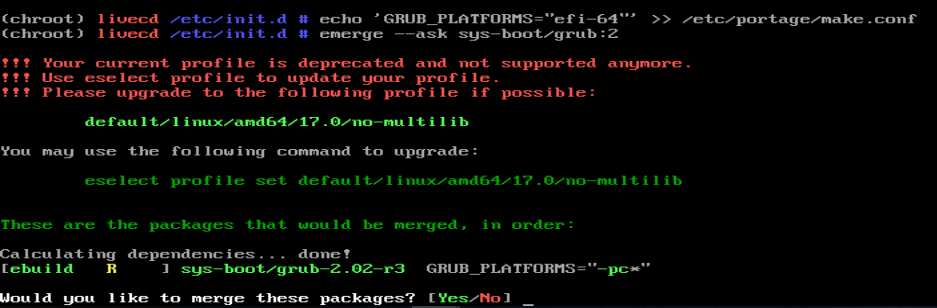 (chroot) livecd /etc/init.d # echo 'GRUB_PLATFORMS="efi-64"' >> /etc/portage/make.conf
(chroot) livecd /etc/init.d # emerge --ask sys-boot/grub:2
!!! Your current profile is deprecated and not supported anymore.
!!! Use eselect profile to update your profile.
!!! Please upgrade to the following profile if possible:
default/linux/amd64/17.0/no-multilib
You may use the following command to upgrade:
eselect profile set default/linux/amd64/17.0/no-multilib
These are the packages that would be merged, in order:
Calculating dependencies... done!
[ebuild   R    ] sys-boot/grub-2.02-r3  GRUB_PLATFORMS="-pc*"
Would you like to merge these packages? [Yes/No] _